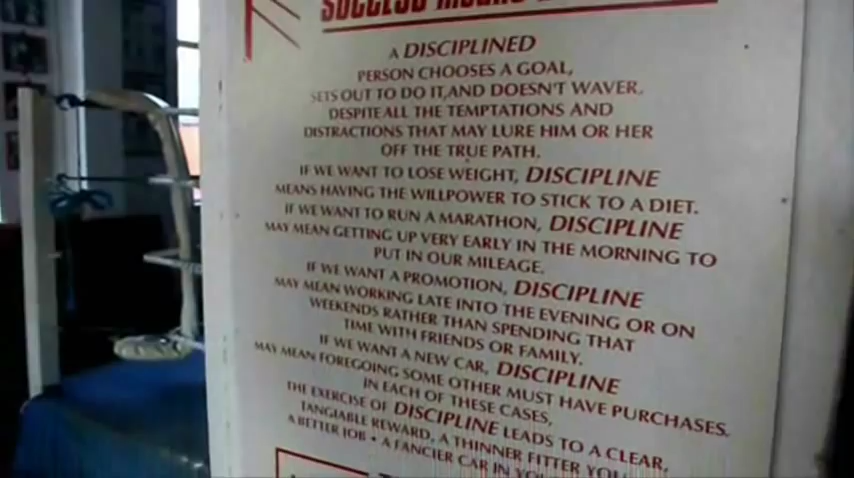 SUCCESS MEANS
A DISCIPLINED
PERSON CHOOSES A GOAL,
SETS OUT TO DO IT, AND DOESN'T WAVER,
DESPITE ALL THE TEMPTATIONS AND
DISTRACTIONS THAT MAY LURE HIM OR HER
OFF THE TRUE PATH.
IF WE WANT TO LOSE WEIGHT, DISCIPLINE
MEANS HAVING THE WILLPOWER TO STICK TO A DIET.
IF WE WANT TO RUN A MARATHON, DISCIPLINE
MAY MEAN GETTING UP VERY EARLY IN THE MORNING TO
PUT IN OUR MILEAGE.
IF WE WANT A PROMOTION, DISCIPLINE
MAY MEAN WORKING LATE INTO THE EVENING OR ON
WEEKENDS RATHER THAN SPENDING THAT
TIME WITH FRIENDS OR FAMILY.
IF WE WANT A NEW CAR, DISCIPLINE
MAY MEAN FOREGOING SOME OTHER MUST HAVE PURCHASES.
IN EACH OF THESE CASES,
THE EXERCISE OF DISCIPLINE LEADS TO A CLEAR,
TANGIABLE REWARD, A THINNER FITTER YOU
A BETTER JOB • A FANCIER CAR IN